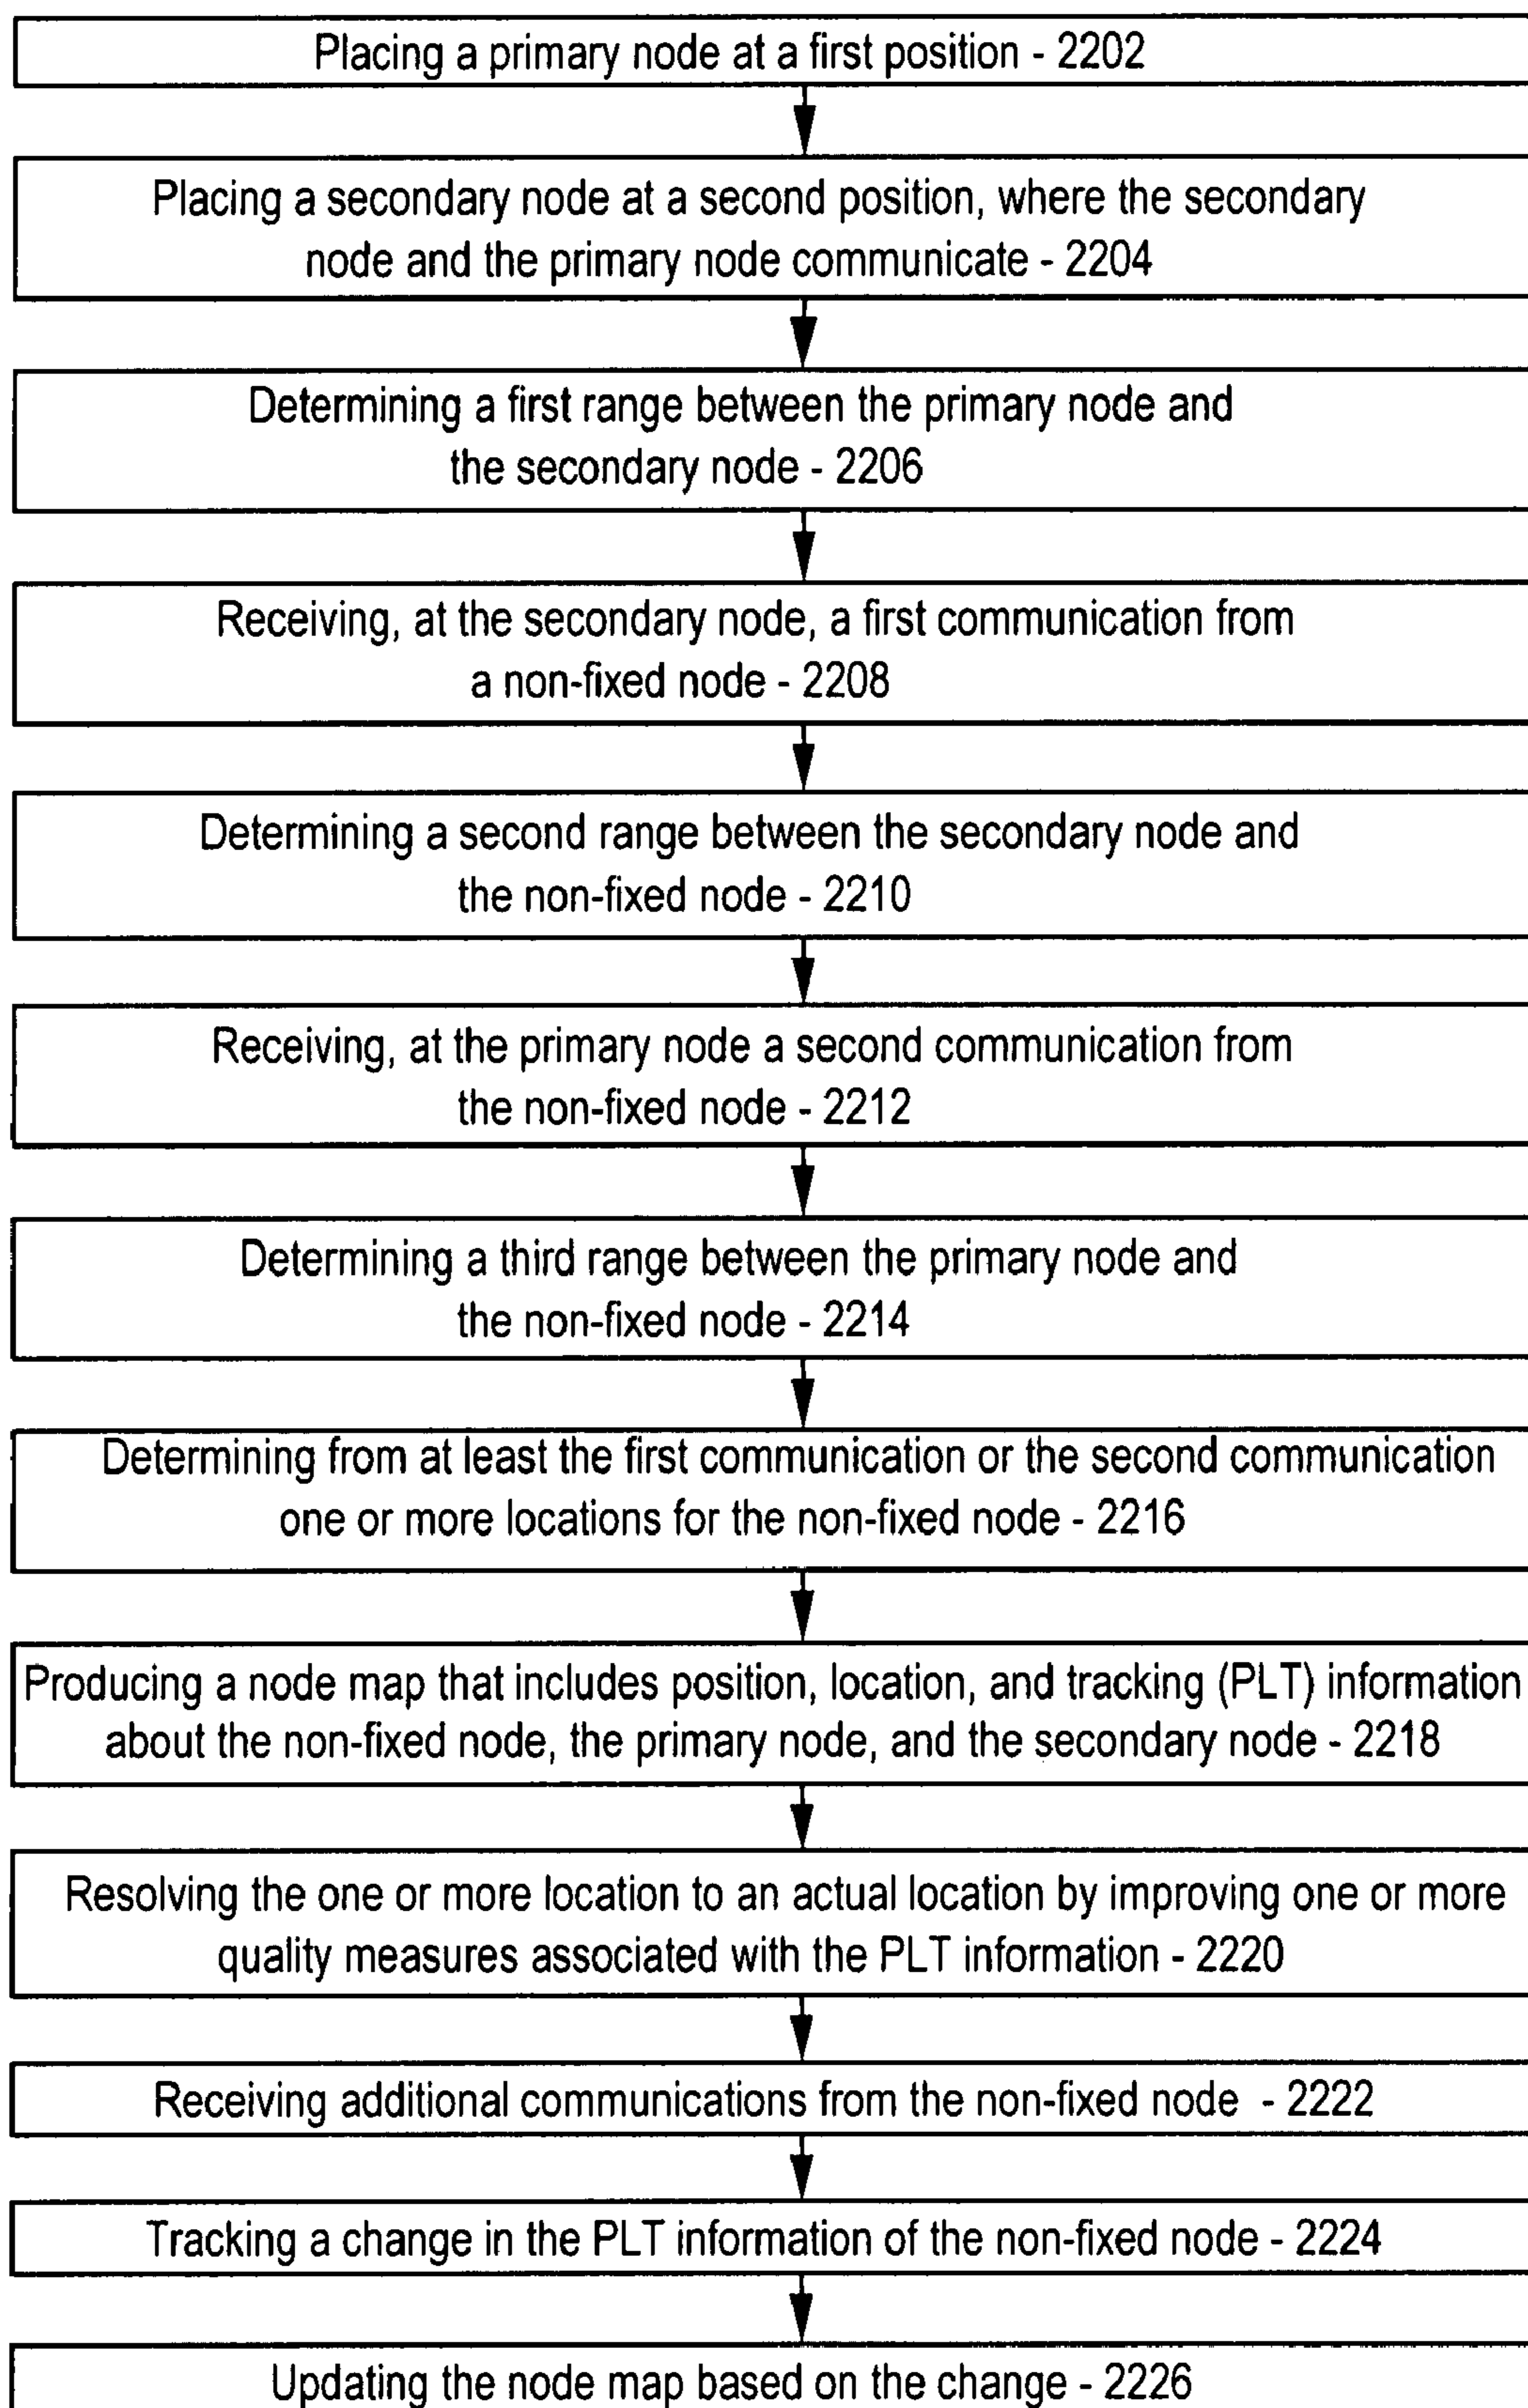 Placing a primary node at a first position - 2202
Placing a secondary node at a second position, where the secondary
node and the primary node communicate - 2204
Determining a first range between the primary node and
the secondary node - 2206
Receiving, at the secondary node, a first communication from
a non-fixed node - 2208
Determining a second range between the secondary node and
the non-fixed node - 2210
Receiving, at the primary node a second communication from
the non-fixed node - 2212
Determining a third range between the primary node and
the non-fixed node - 2214
Determining from at least the first communication or the second communication
one or more locations for the non-fixed node - 2216
Producing a node map that includes position, location, and tracking (PLT) information
about the non-fixed node, the primary node, and the secondary node - 2218
Resolving the one or more location to an actual location by improving one or more
quality measures associated with the PLT information - 2220
Receiving additional communications from the non-fixed node - 2222
Tracking a change in the PLT information of the non-fixed node - 2224
Updating the node map based on the change - 2226